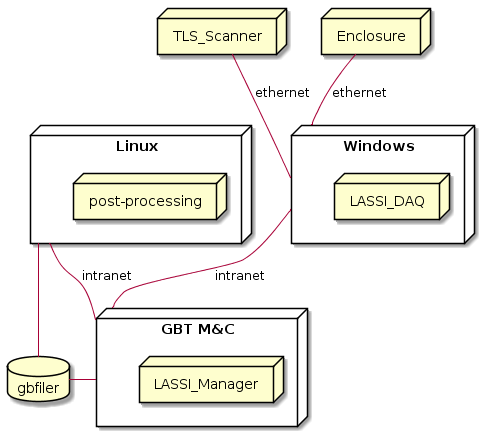 TLS_Scanner
Enclosure
ethernet
ethernet
Linux
Windows
post-processing
LASSI_DAQ
intranet
intranet
GBT M&C
gbfiler
LASSI_Manager